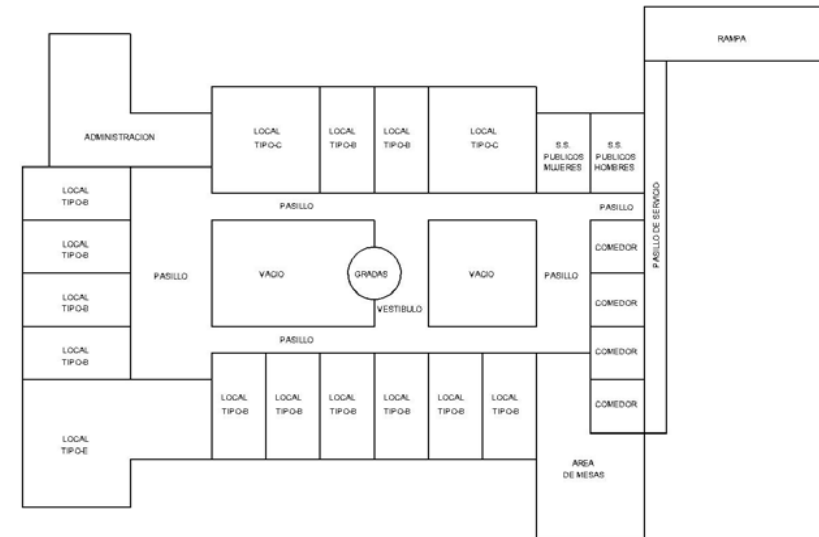 RAMPA
ADMINISTRACION
LOCAL
TIPO-C
LOCAL
TIPO-B
LOCAL
TIPO-B
LOCAL
TIPO-C
S.S.
PUBLICOS
MUJERES
S.S.
PUBLICOS
HOMBRES
LOCAL
TIPO-B
PASILLO
PASILLO
PASILLO DE SERVICIO
LOCAL
TIPO-B
COMEDOR
PASILLO
VACIO
GRADAS
VACIO
PASILLO
LOCAL
TIPO-B
VESTIBULO
COMEDOR
PASILLO
LOCAL
TIPO-B
COMEDOR
LOCAL
TIPO-B
LOCAL
TIPO-B
LOCAL
TIPO-B
LOCAL
TIPO-B
LOCAL
TIPO-B
LOCAL
TIPO-B
COMEDOR
LOCAL
TIPO-E
AREA
DE MESAS